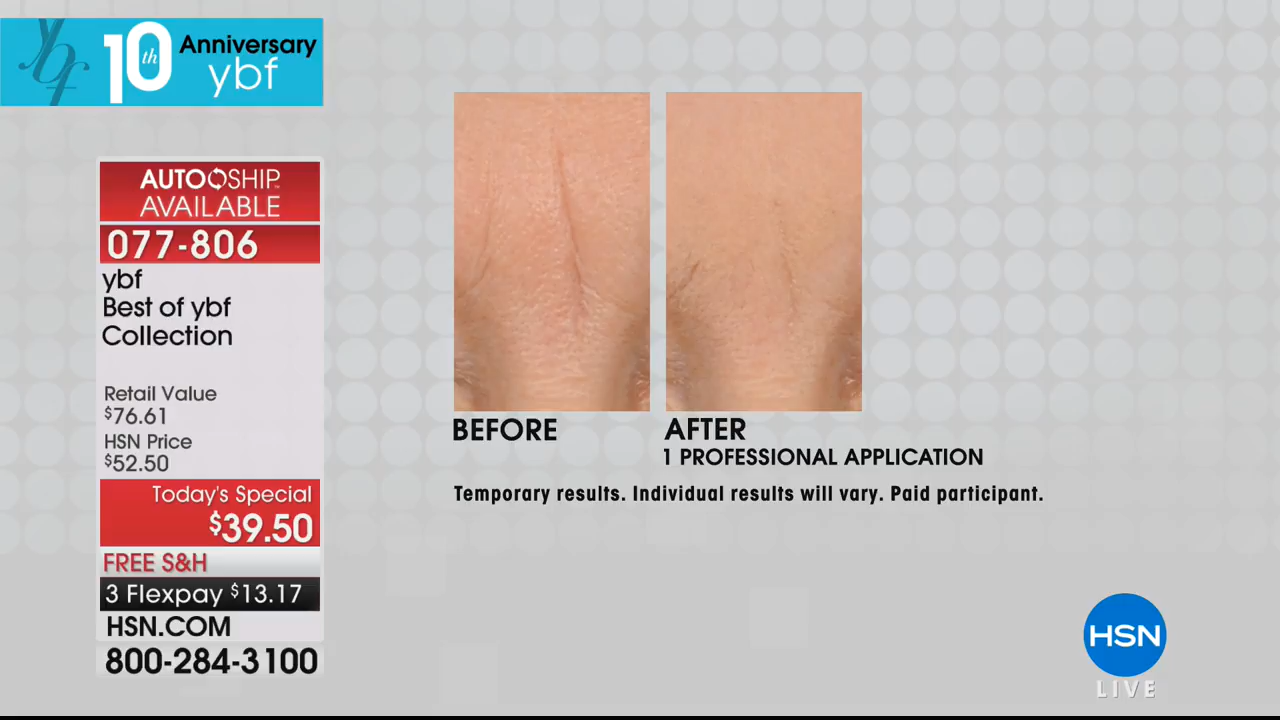 ybf
10th Anniversary
ybf
AUTOSHIP
AVAILABLE
077-806
ybf
Best of ybf
Collection
Retail Value
$76.61
HSN Price
$52.50
Today's Special
$39.50
FREE S&H
3 Flexpay $13.17
HSN.COM
800-284-3100
BEFORE
AFTER
1 PROFESSIONAL APPLICATION
Temporary results. Individual results will vary. Paid participant.
HSN
LIVE